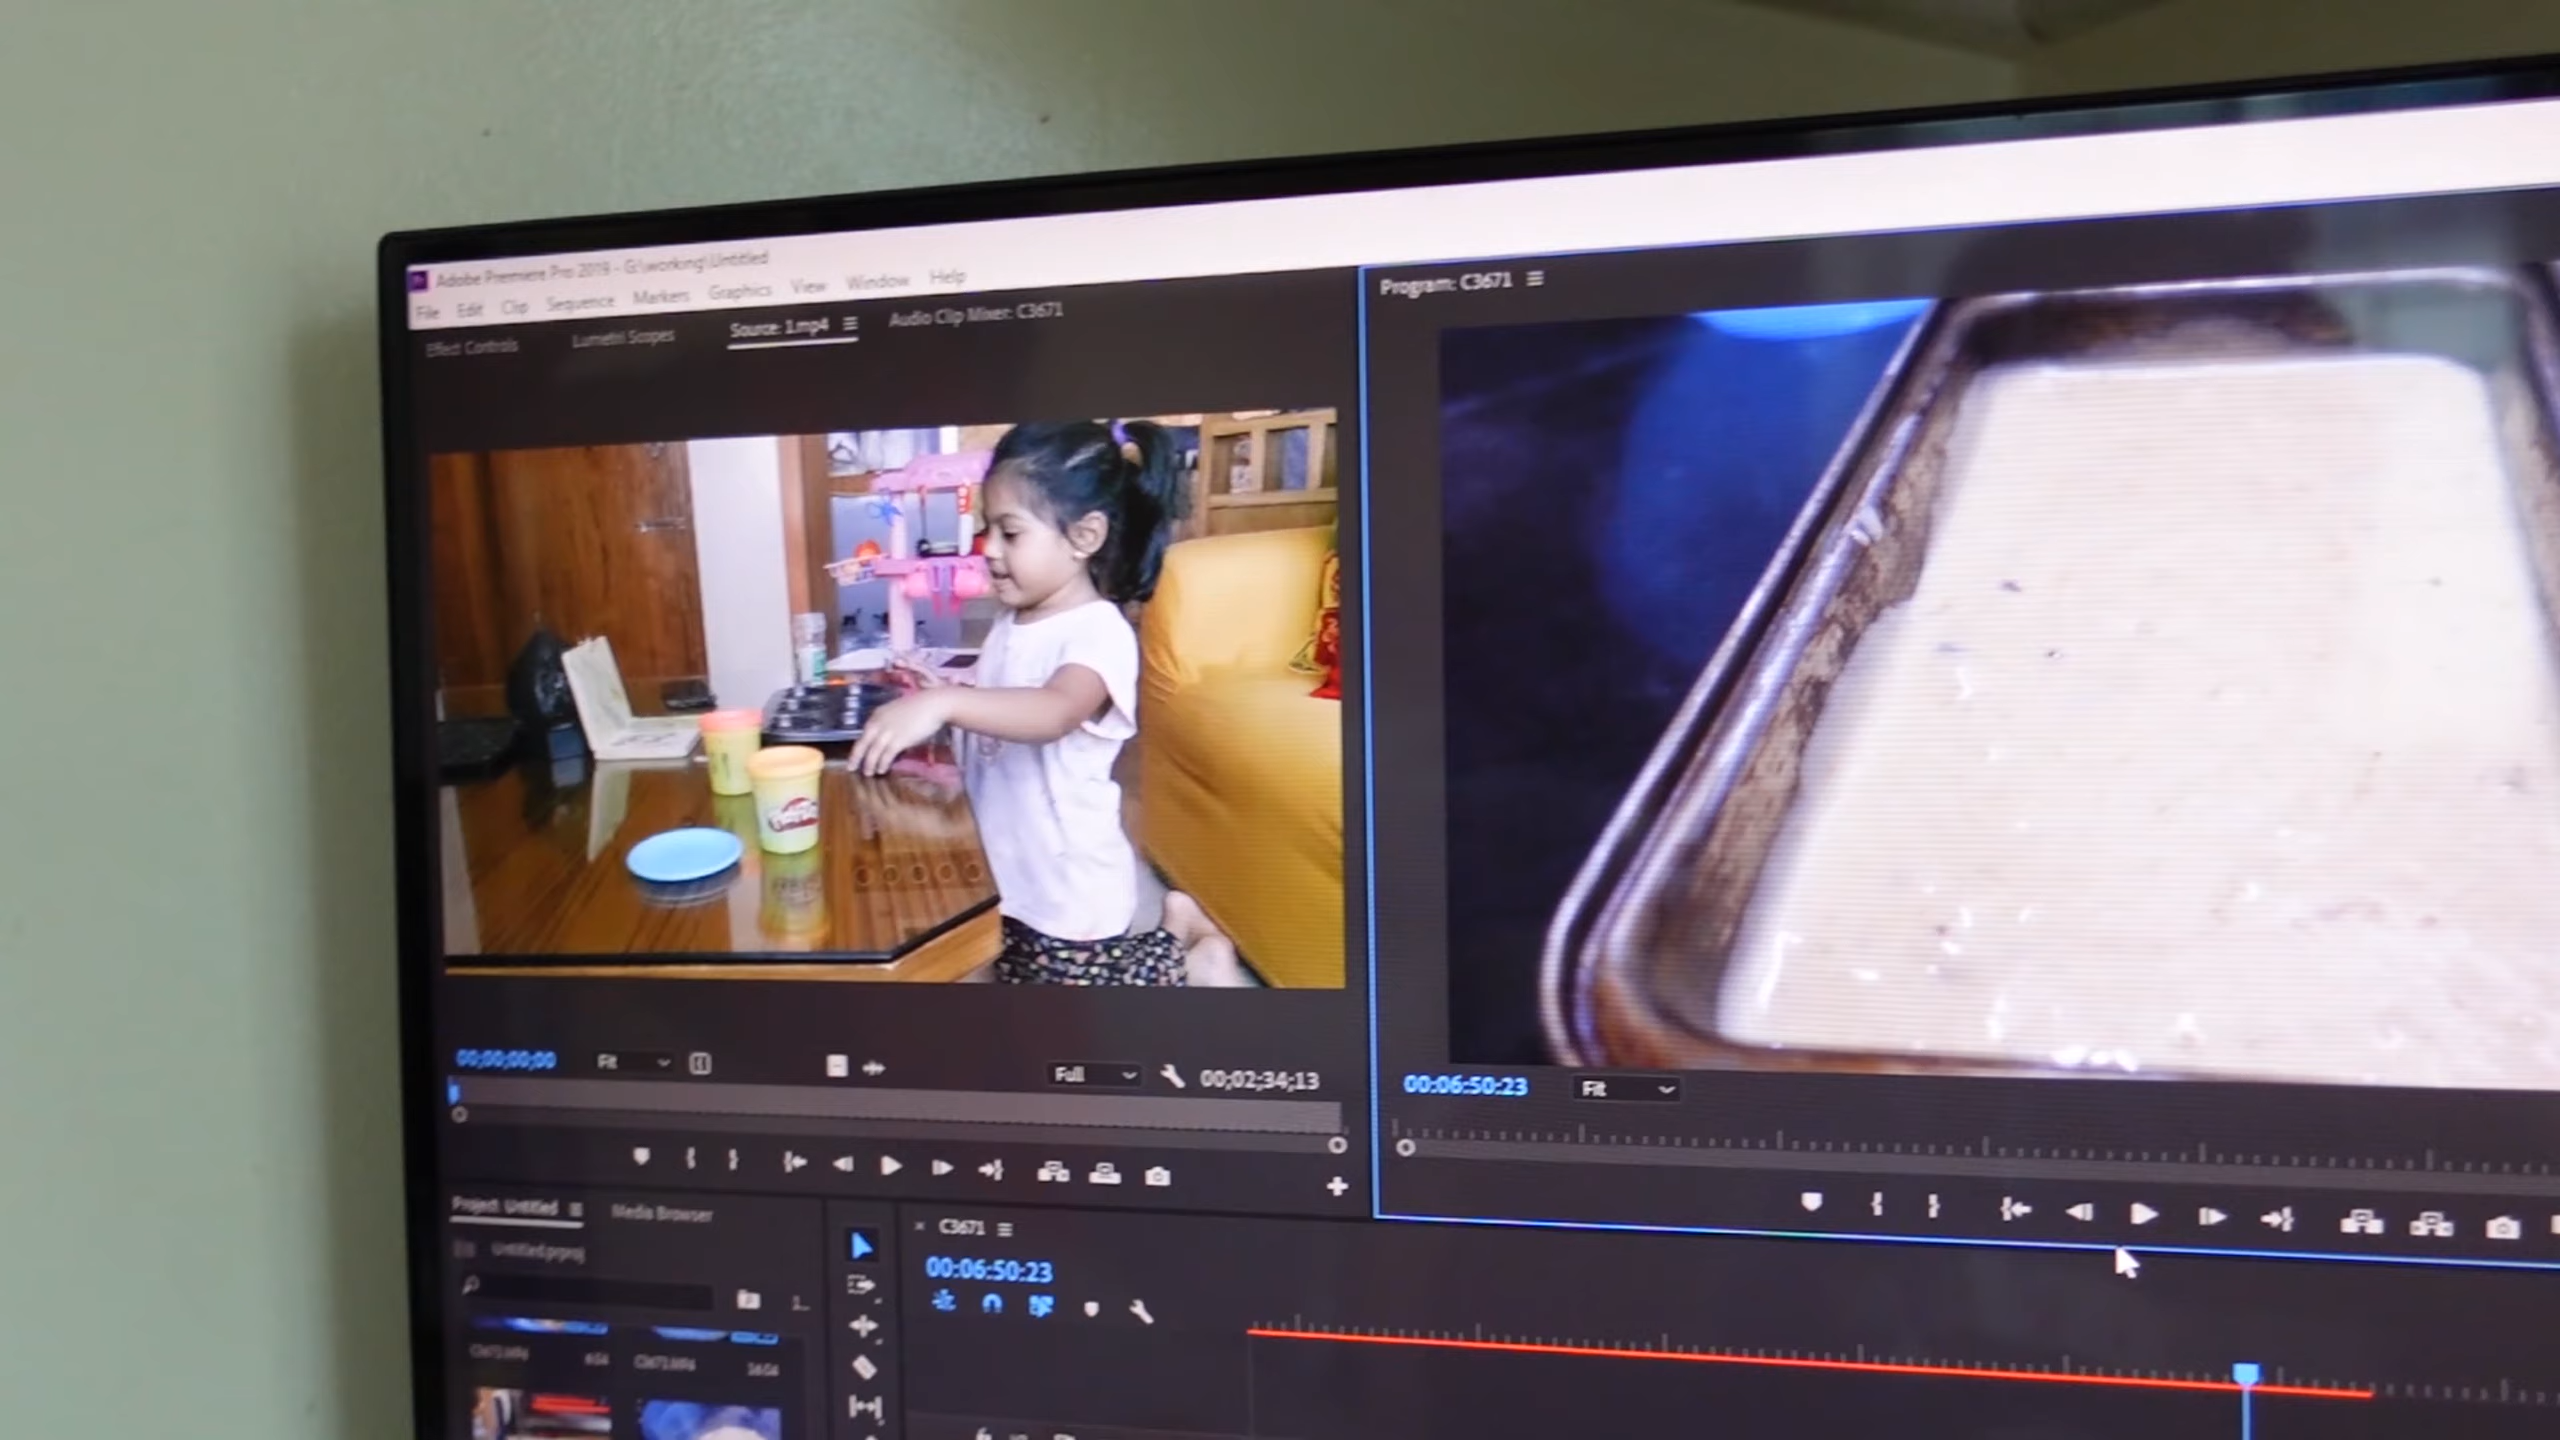 Adobe Premiere Pro 2019 - G:\working\Untitled
File Edit Clip Sequence Markers Graphics View Window Help
Effect Controls Lumetri Scopes Source: 1.mp4 Audio Clip Mixer: C3671
Program: C3671
00;00;00;00 Fit Full 00;02;34;13
00:06:50:23 Fit
Project: Untitled Media Browser
Untitled.prproj
× C3671
00:06:50:23